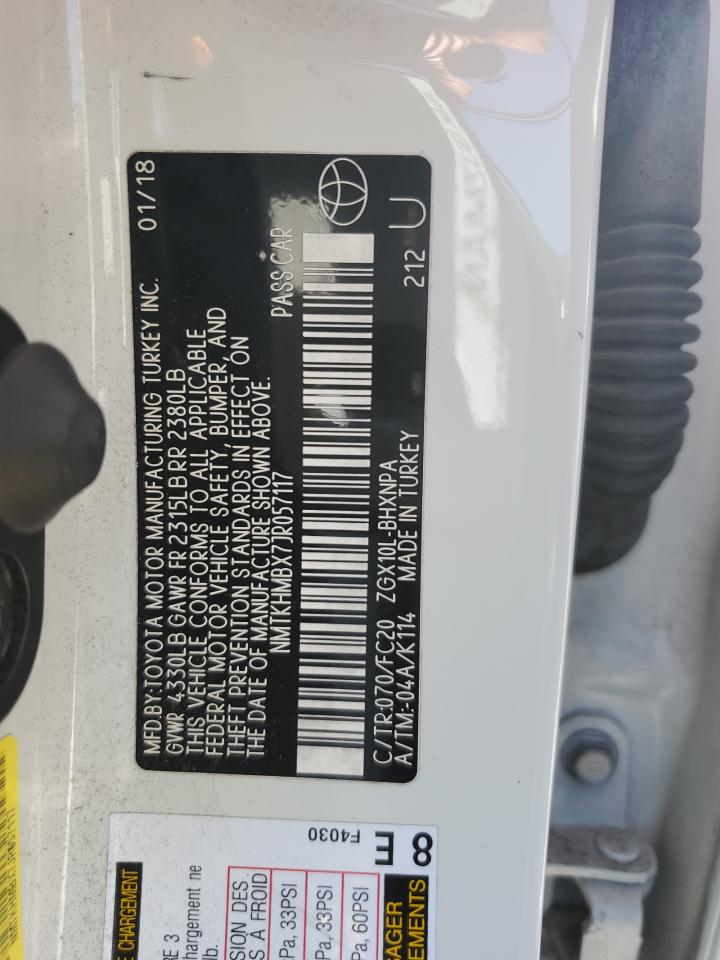 MFD.BY:TOYOTA MOTOR MANUFACTURING TURKEY INC. 01/18
GVWR 4330LB GAWR FR 2315LB RR 2380LB
THIS VEHICLE CONFORMS TO ALL APPLICABLE
FEDERAL MOTOR VEHICLE SAFETY, BUMPER, AND
THEFT PREVENTION STANDARDS IN EFFECT ON
THE DATE OF MANUFACTURE SHOWN ABOVE.
NMTKHMBX7JR057117 PASS.CAR
C/TR:070/FC20 ZGX10L-BHXNPA 212 U
A/TM:-04A/K114 MADE IN TURKEY
E CHARGEMENT
RE 3
chargement ne
lb.
SION DES
S À FROID
Pa, 33PSI
Pa, 33PSI
Pa, 60PSI
SAGER
EMENTS
F4030
E
8